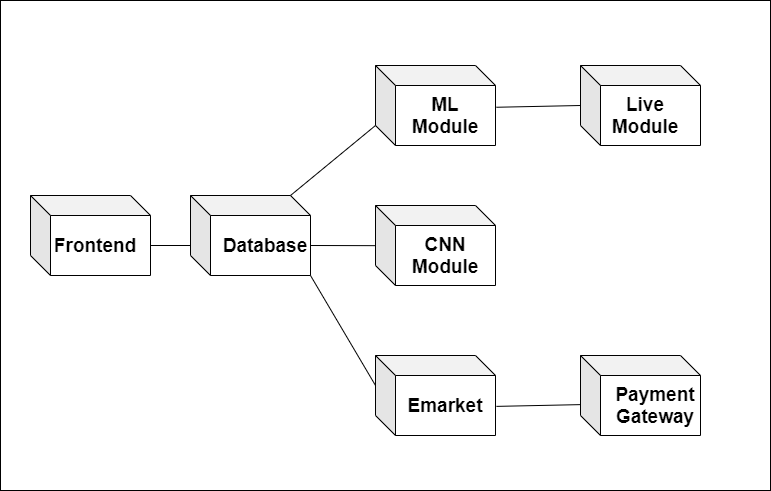 ML
Module
Live
Module
Frontend
Database
CNN
Module
Emarket
Payment
Gateway